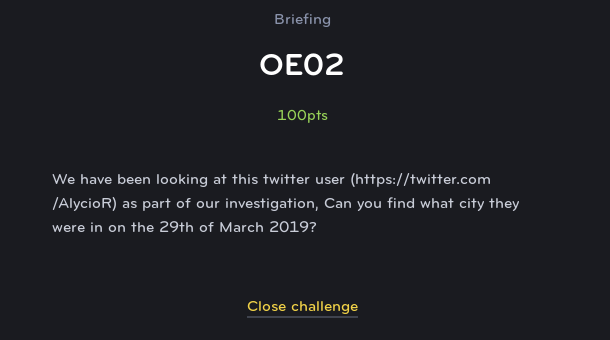 Briefing
OE02
100pts
We have been looking at this twitter user (https://twitter.com
/AlycioR) as part of our investigation, Can you find what city they
were in on the 29th of March 2019?
Close challenge